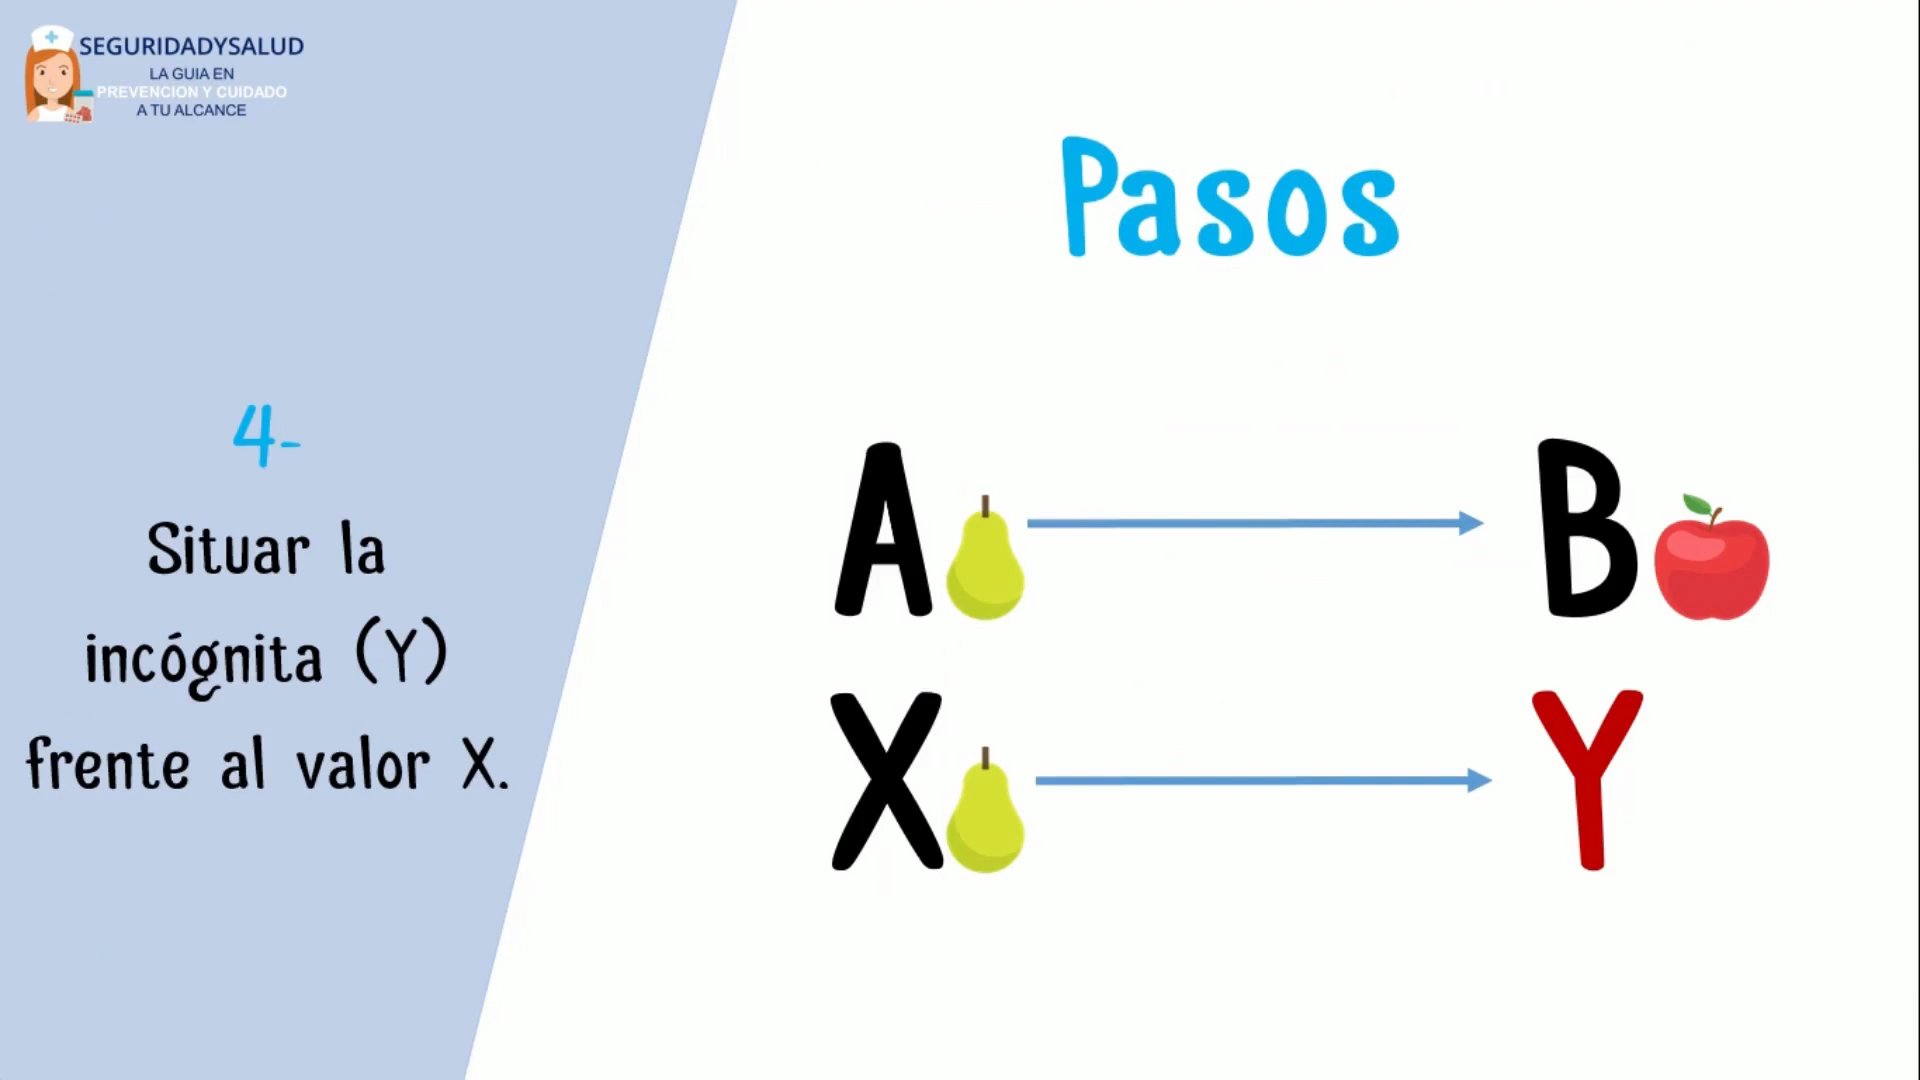 SEGURIDADYSALUD
LA GUIA EN
PREVENCION Y CUIDADO
A TU ALCANCE
Pasos
4-
Situar la
incógnita (Y)
frente al valor X.
A B
X Y